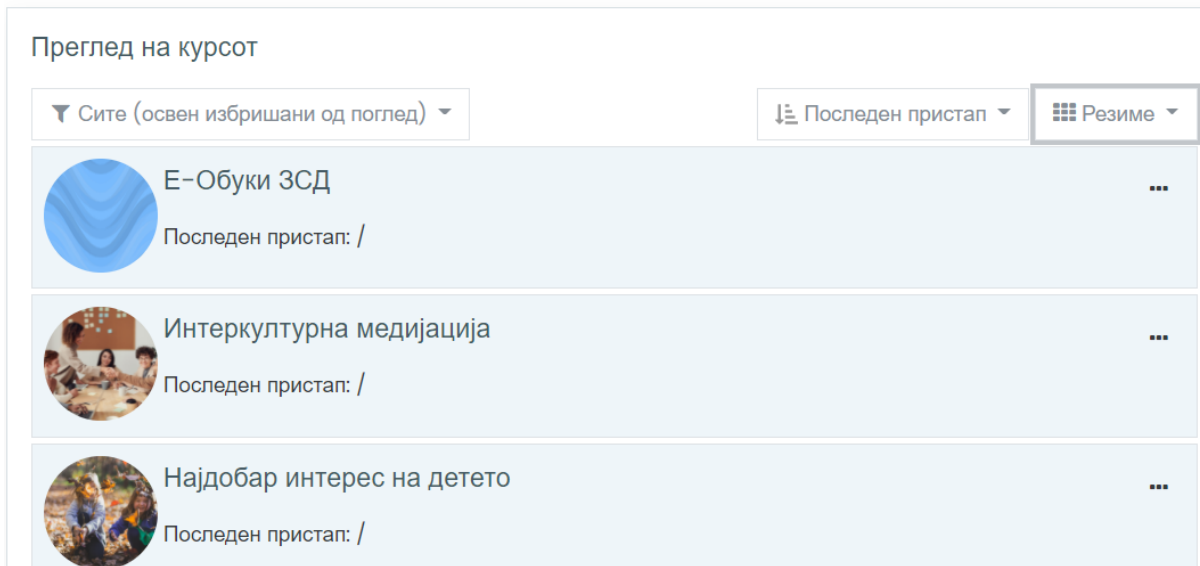 Преглед на курсот
Сите (освен избришани од поглед)
Последен пристап
Резиме
Е-Обуки ЗСД
Последен пристап: /
Интеркултурна медијација
Последен пристап: /
Најдобар интерес на детето
Последен пристап: /